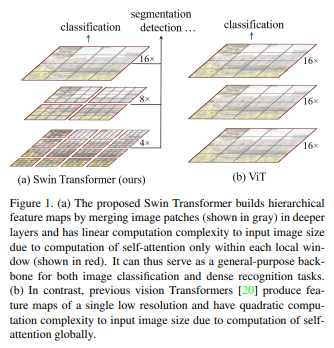 segmentation
classification detection ... classification
16×
8×
4×
16×
16×
16×
(a) Swin Transformer (ours) (b) ViT
Figure 1. (a) The proposed Swin Transformer builds hierarchical
feature maps by merging image patches (shown in gray) in deeper
layers and has linear computation complexity to input image size
due to computation of self-attention only within each local win-
dow (shown in red). It can thus serve as a general-purpose back-
bone for both image classification and dense recognition tasks.
(b) In contrast, previous vision Transformers [20] produce fea-
ture maps of a single low resolution and have quadratic compu-
tation complexity to input image size due to computation of self-
attention globally.